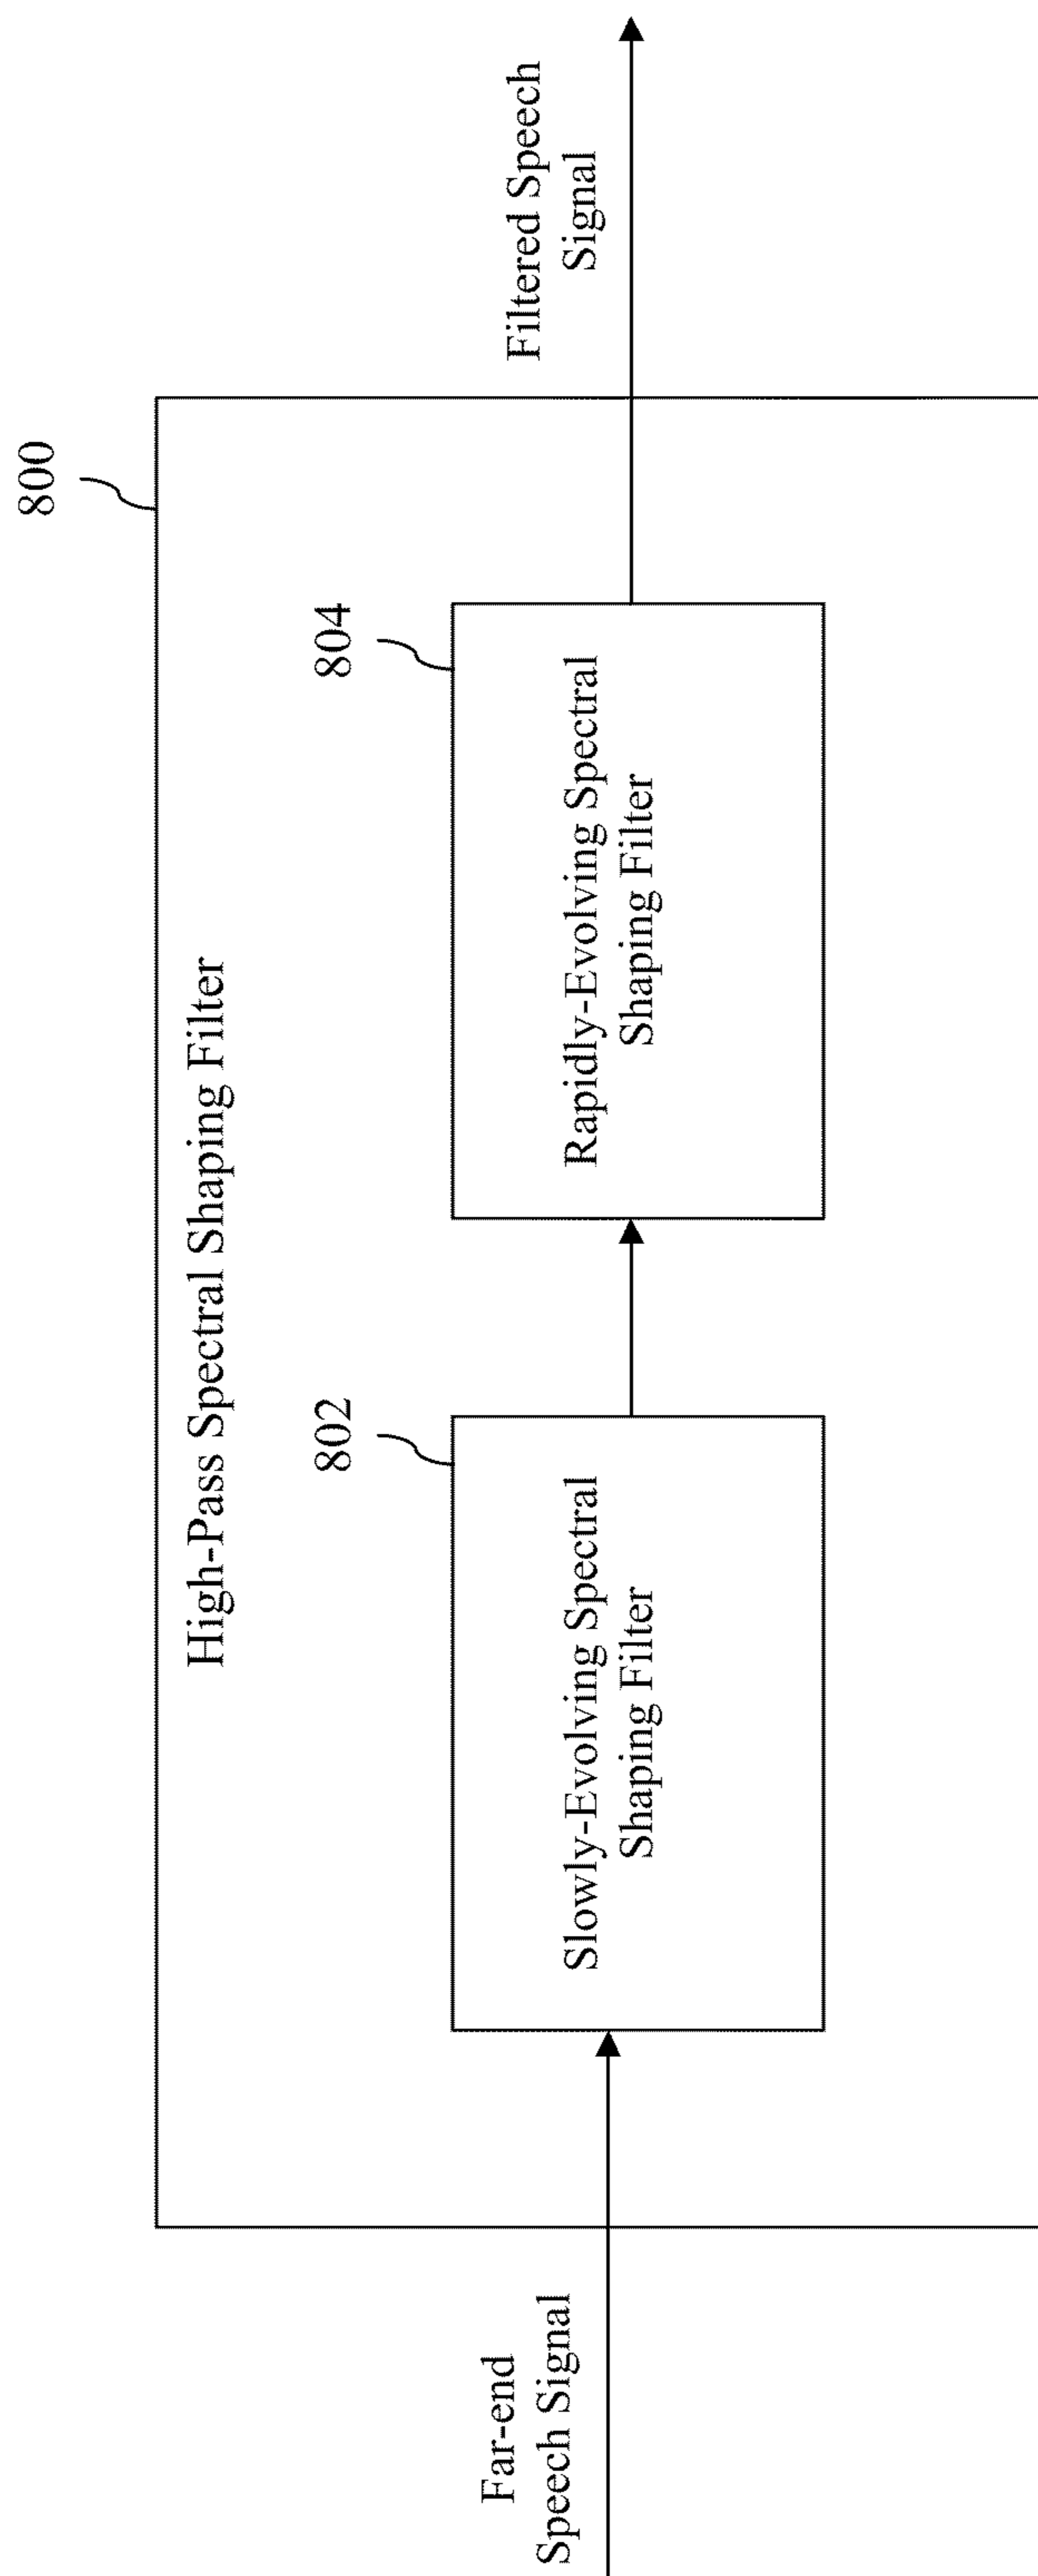 800
High-Pass Spectral Shaping Filter
802
804
Far-end
Speech Signal
Slowly-Evolving Spectral
Shaping Filter
Rapidly-Evolving Spectral
Shaping Filter
Filtered Speech
Signal